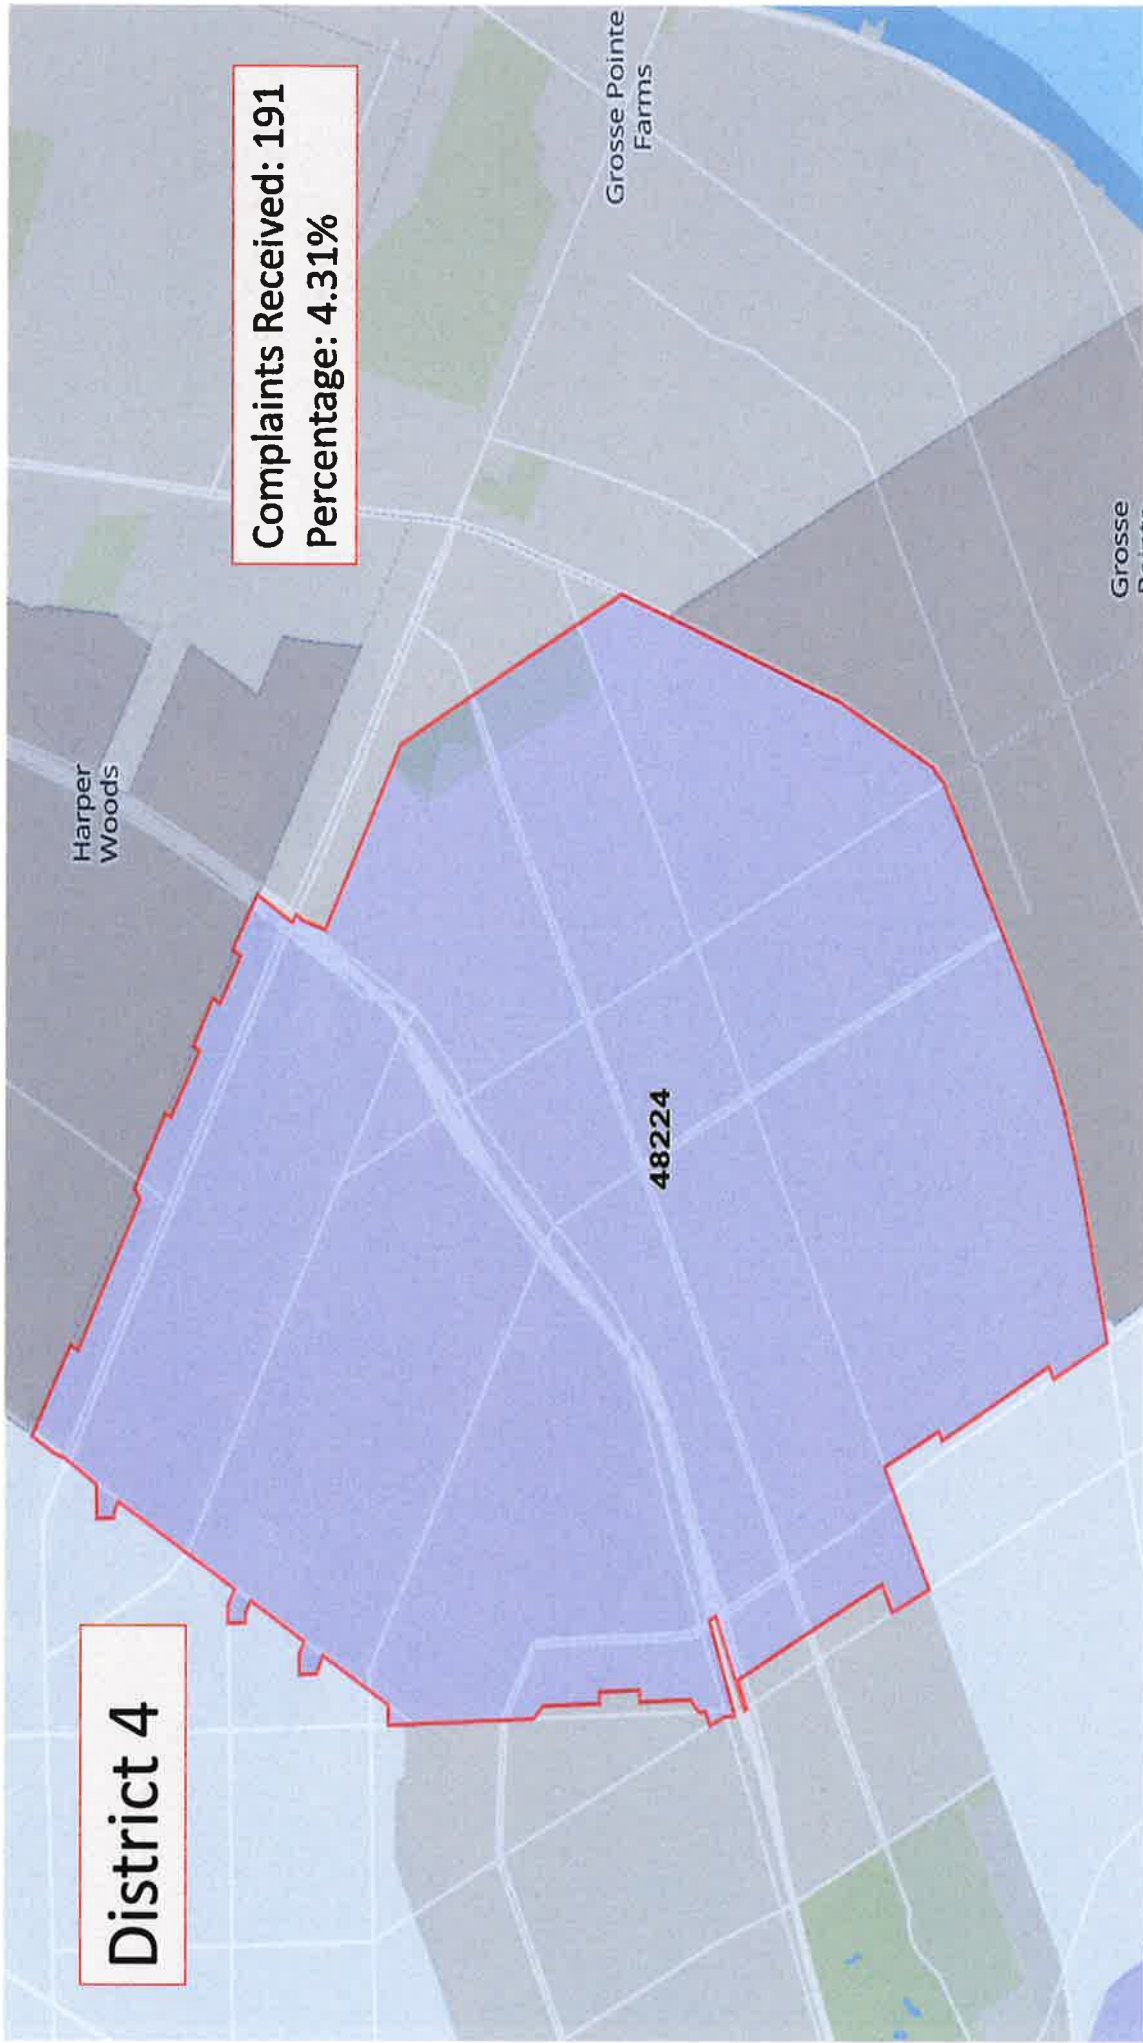 District 4
Complaints Received: 191
Percentage: 4.31%
Harper
Woods
Grosse Pointe
Farms
48224
Grosse